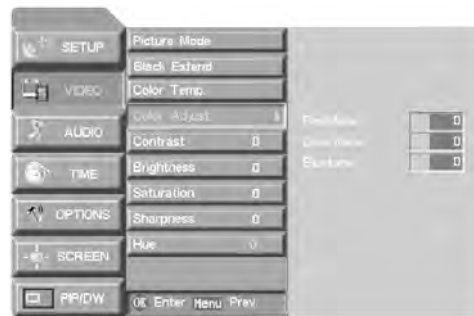 SETUP
VIDEO
AUDIO
TIME
OPTIONS
SCREEN
PIP/DW
Picture Mode
Black Extend
Color Temp.
Color Adjust
Contrast 0
Brightness 0
Saturation 0
Sharpness 0
Hue 0
OK Enter Menu Prev
0
0
0